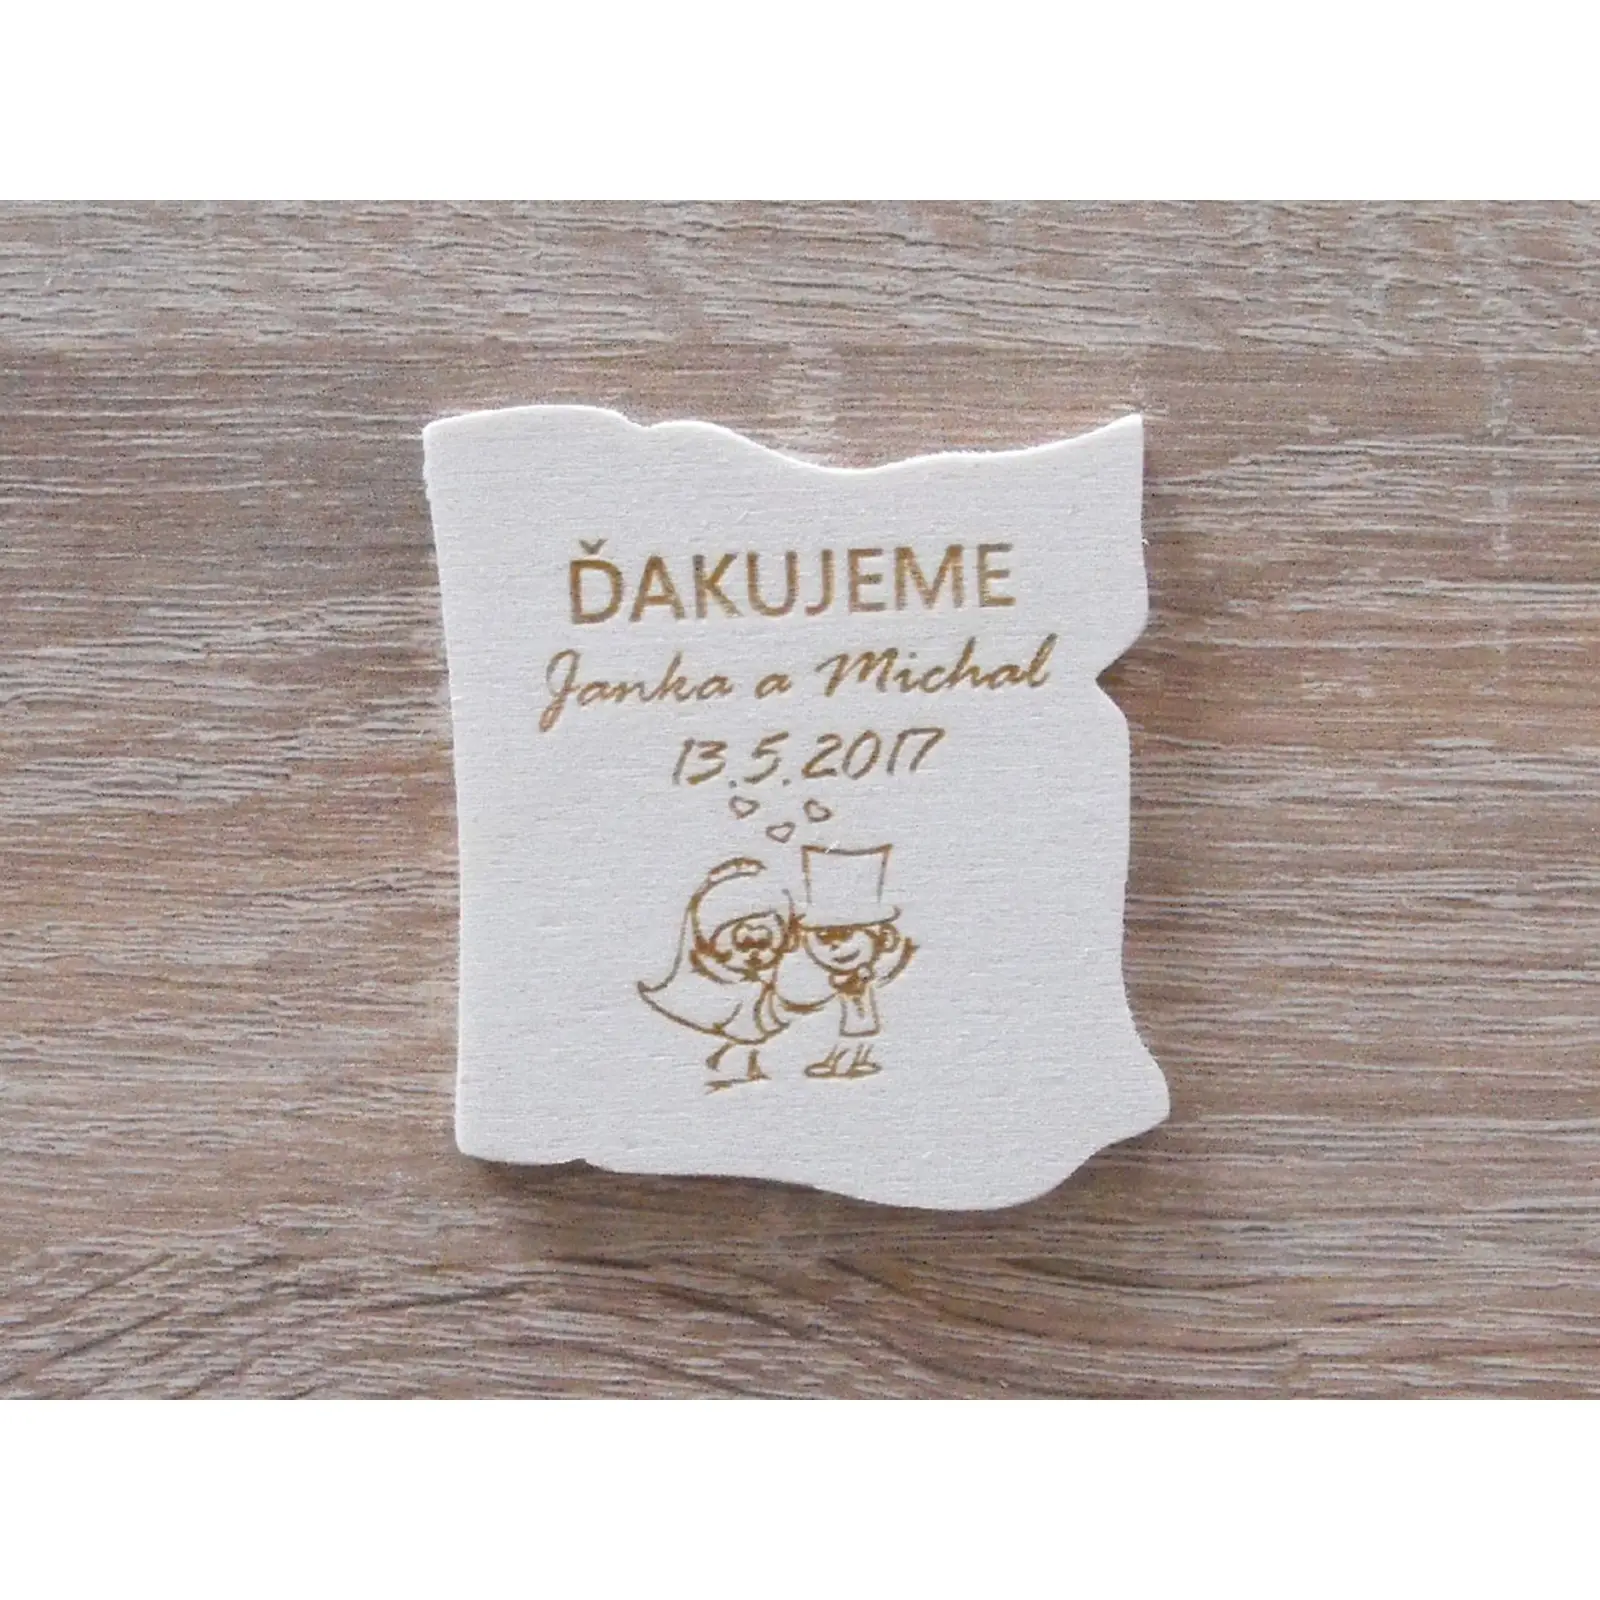 ĎAKUJEME
Janka a Michal
13.5.2017